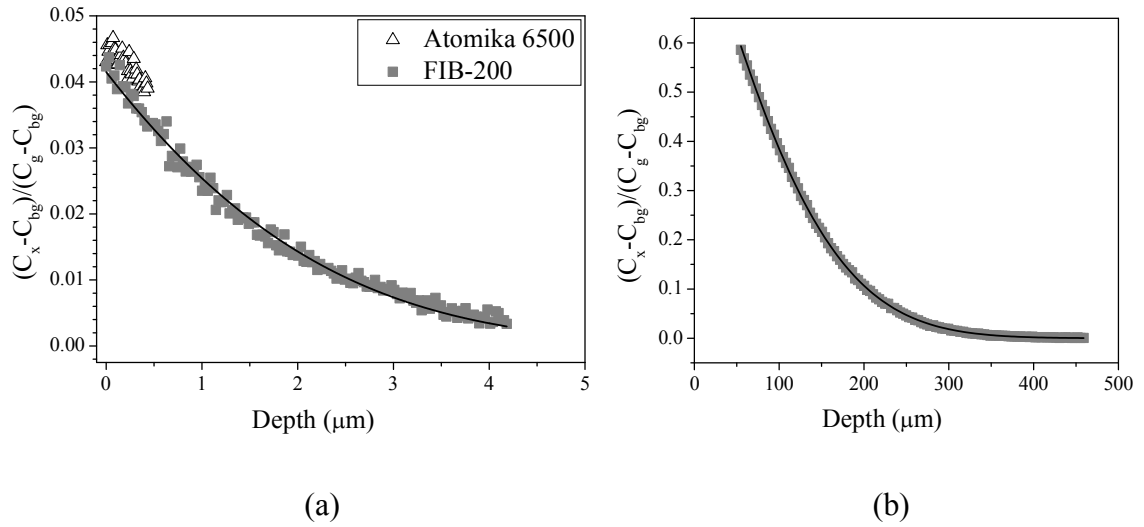 0.05
0.04
0.03
0.02
0.01
0.00
(Cₓ-C_bg)/(C_g-C_bg)
Atomika 6500
FIB-200
0 1 2 3 4 5
Depth (μm)
(a)
0.6
0.5
0.4
0.3
0.2
0.1
0.0
(Cₓ-C_bg)/(C_g-C_bg)
0 100 200 300 400 500
Depth (μm)
(b)